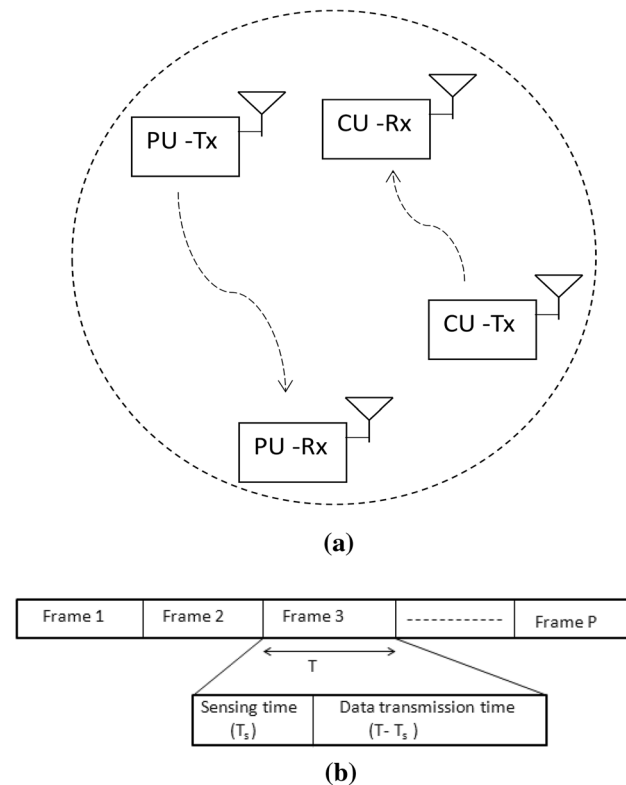 PU -Tx
CU -Rx
CU -Tx
PU -Rx
(a)
Frame 1 Frame 2 Frame 3 ------------ Frame P
T
Sensing time Data transmission time
(Tₛ) (T- Tₛ )
(b)